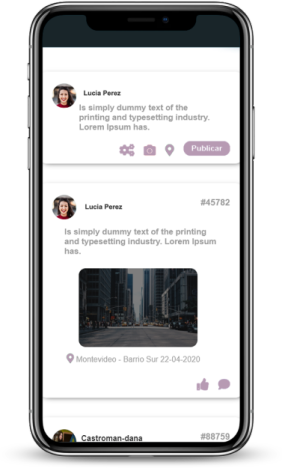 Lucia Perez
Is simply dummy text of the
printing and typesetting industry.
Lorem Ipsum has.
Publicar
Lucia Perez
#45782
Is simply dummy text of the printing
and typesetting industry. Lorem Ipsum
has.
Montevideo - Barrio Sur 22-04-2020
Castroman-dana
#88759